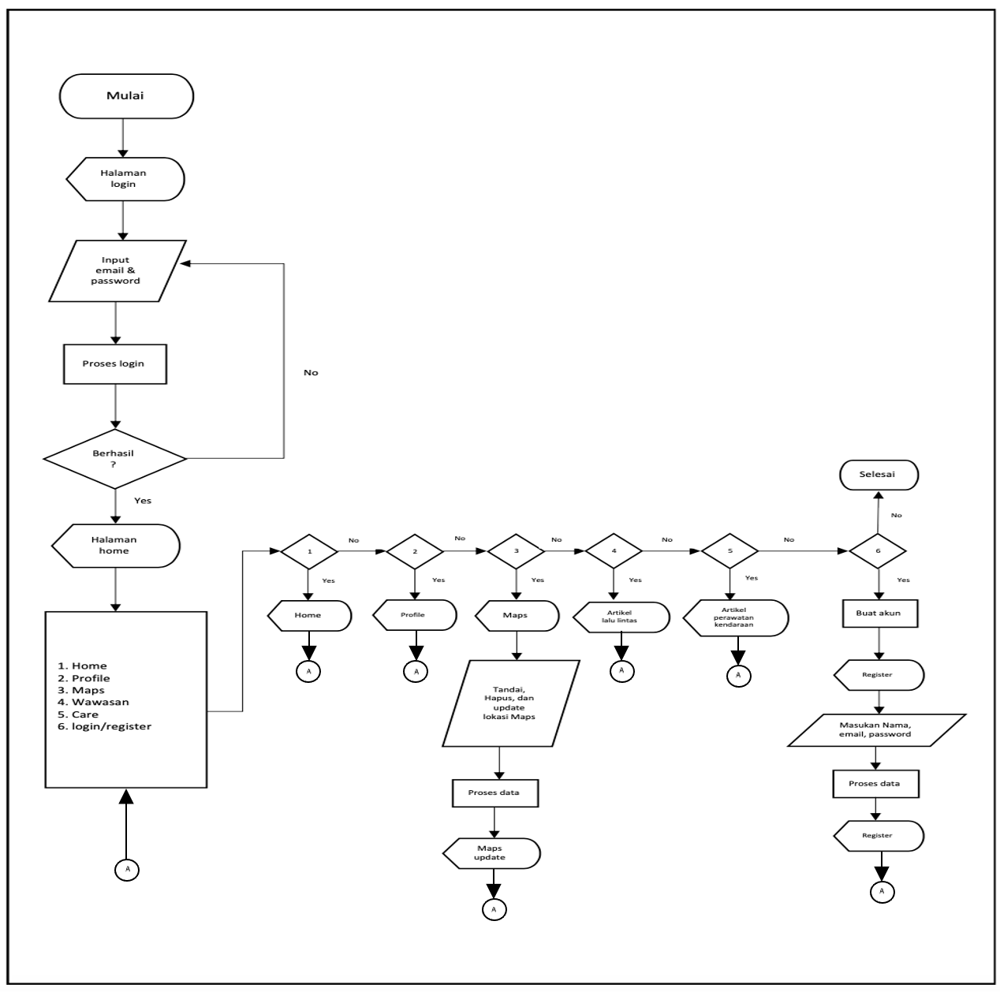 Mulai
Halaman
login
Input
email &
password
Proses login
No
Berhasil
?
Yes
Halaman
home
1. Home
2. Profile
3. Maps
4. Wawasan
5. Care
6. login/register
A
1
No
Yes
Home
A
2
No
Yes
Profile
A
3
No
Yes
Maps
Tandai,
Hapus, dan
update
lokasi Maps
Proses data
Maps
update
A
4
No
Yes
Artikel
lalu lintas
A
5
No
Yes
Artikel
perawatan
kendaraan
A
6
No
Selesai
Yes
Buat akun
Register
Masukan Nama,
email, password
Proses data
Register
A